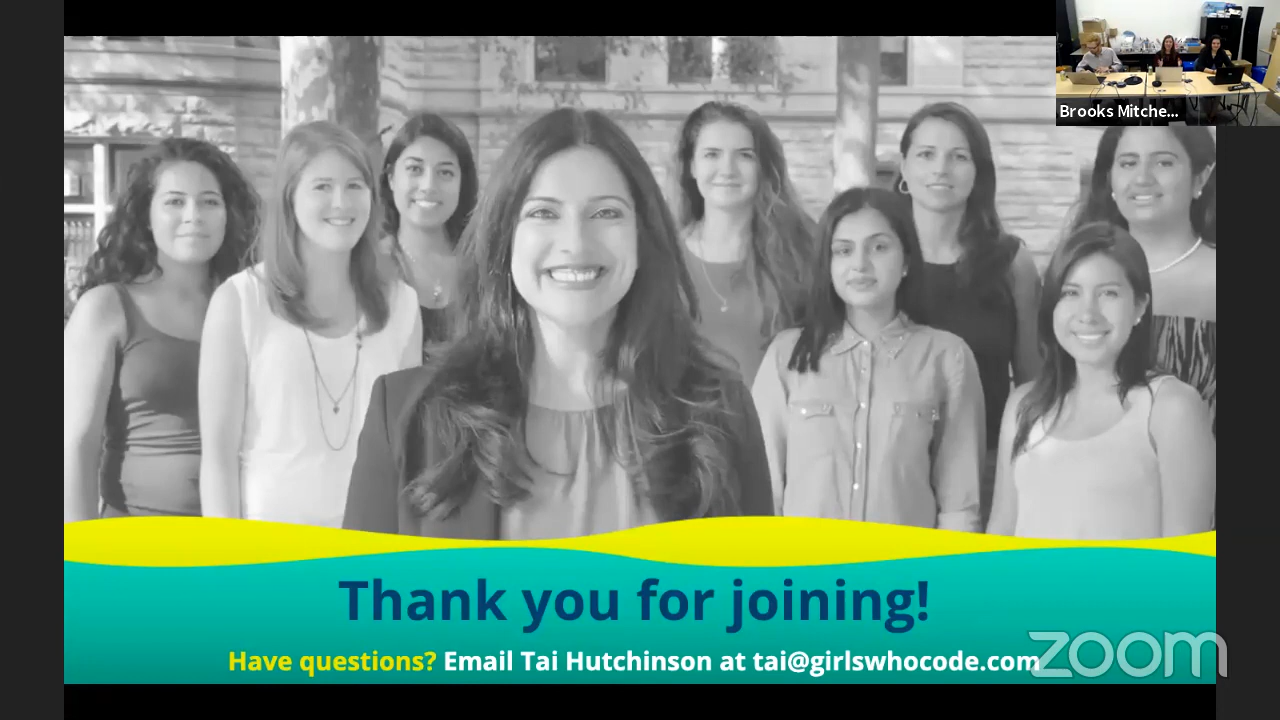 Brooks Mitche...
Thank you for joining!
Have questions? Email Tai Hutchinson at tai@girlswhocode.com
zoom